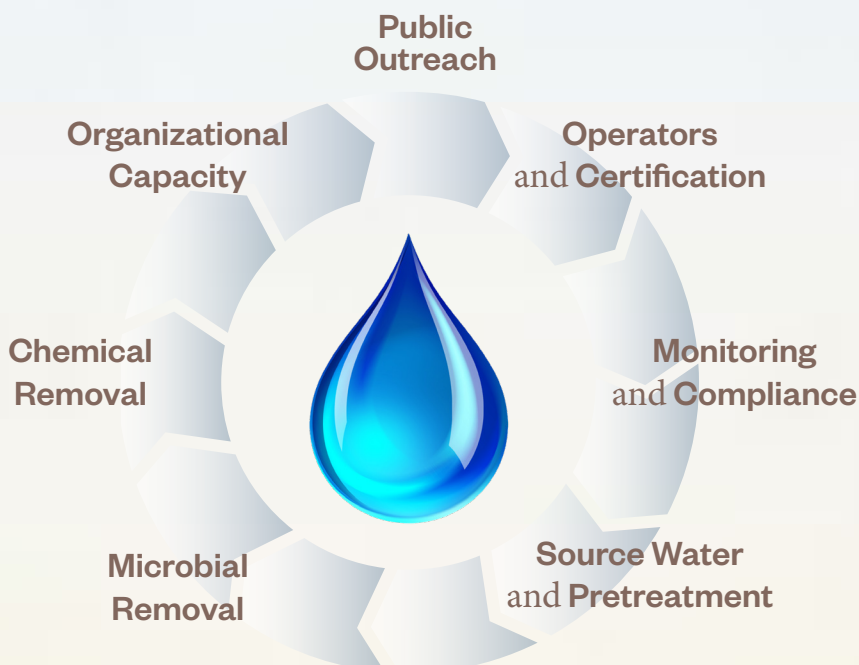 Public
Outreach
Operators
and Certification
Monitoring
and Compliance
Source Water
and Pretreatment
Microbial
Removal
Chemical
Removal
Organizational
Capacity